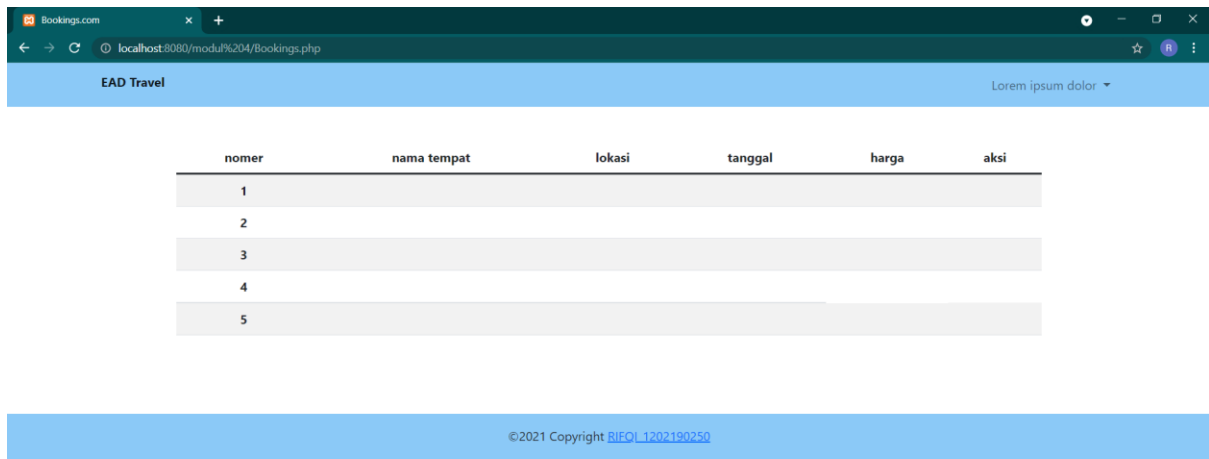 Bookings.com
localhost:8080/modul%204/Bookings.php
R
EAD Travel Lorem ipsum dolor
nomer nama tempat lokasi tanggal harga aksi
1
2
3
4
5
©2021 Copyright RIFQI_1202190250